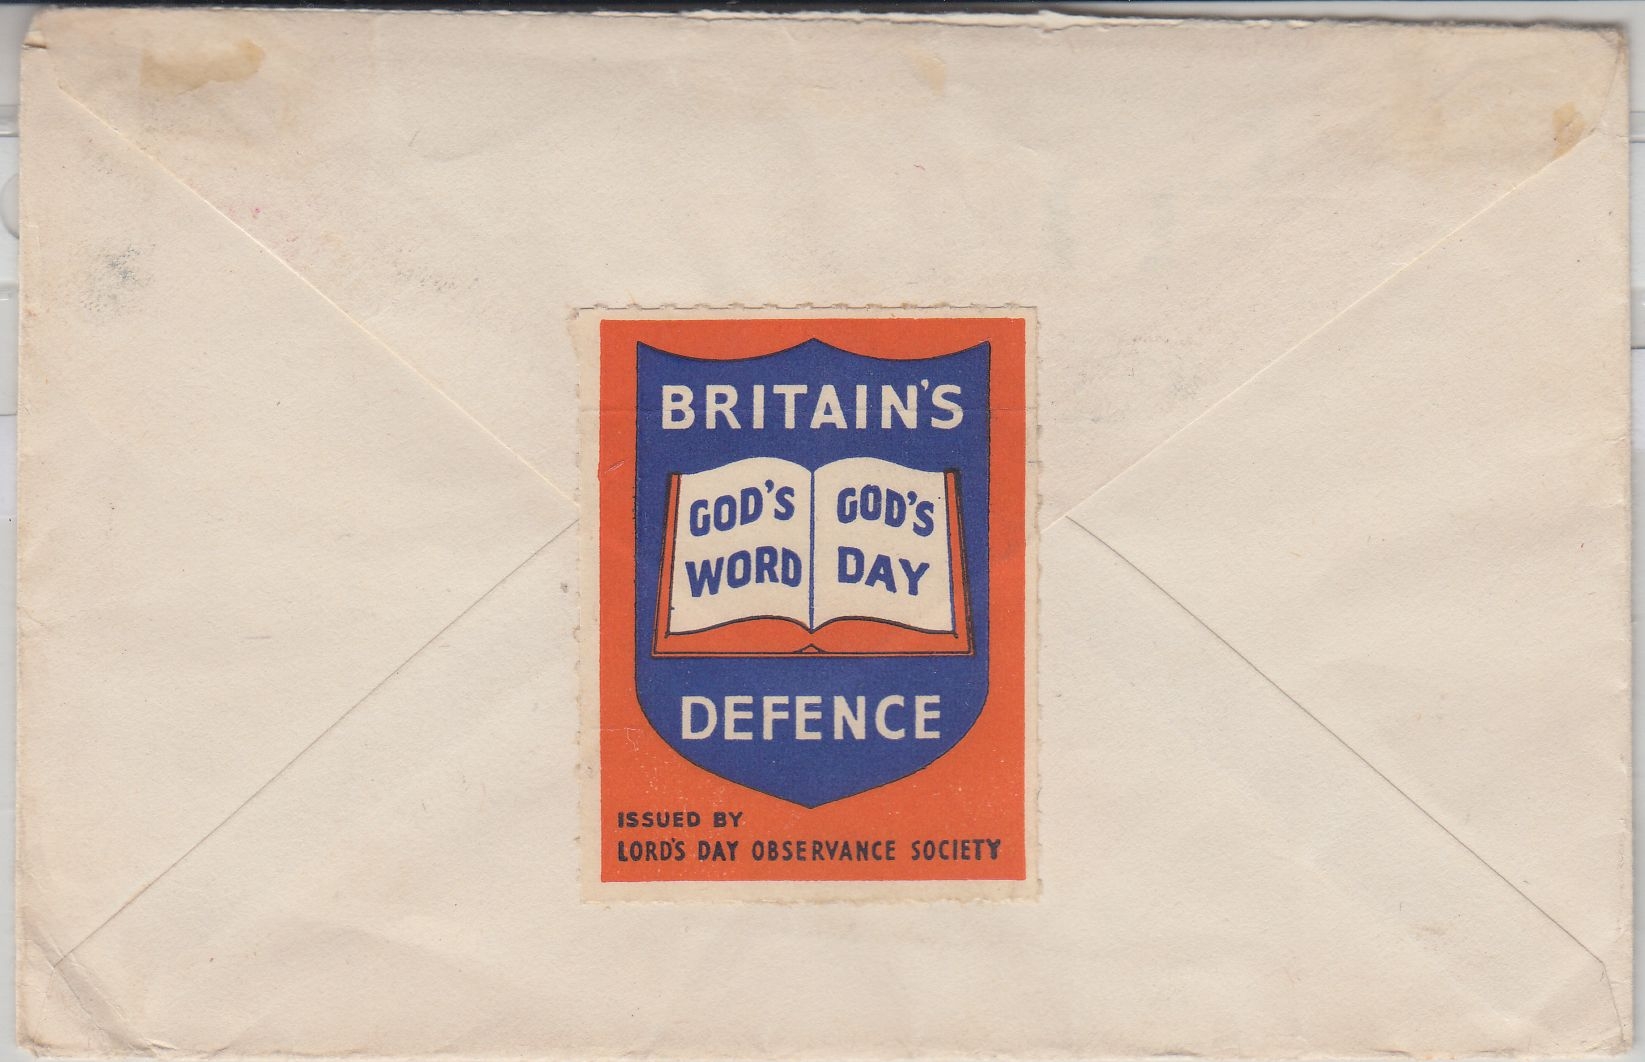 BRITAIN'S
GOD'S
WORD
GOD'S
DAY
DEFENCE
ISSUED BY
LORD'S DAY OBSERVANCE SOCIETY